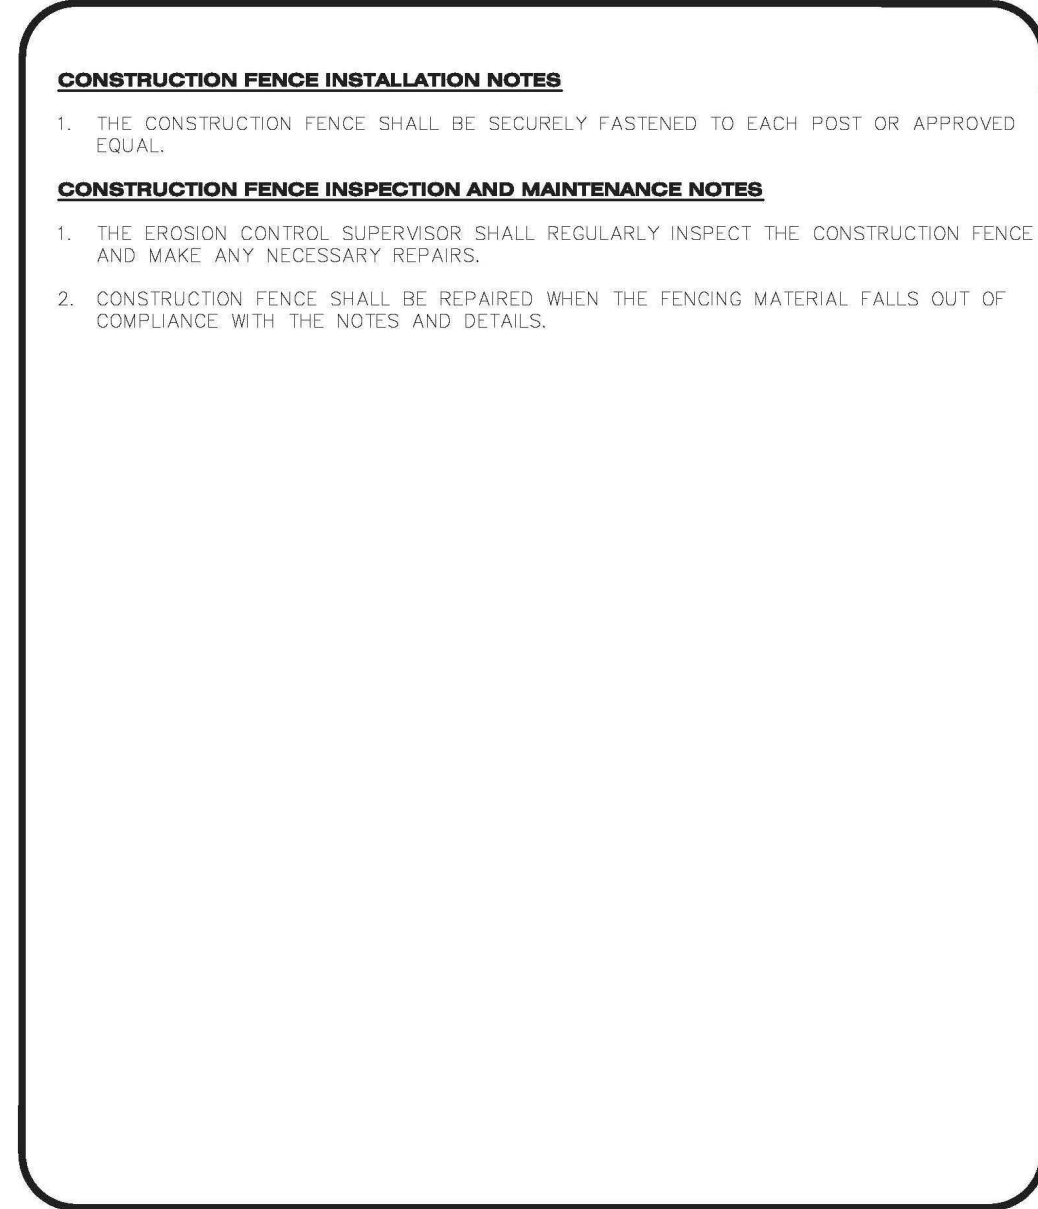 CONSTRUCTION FENCE INSTALLATION NOTES
1. THE CONSTRUCTION FENCE SHALL BE SECURELY FASTENED TO EACH POST OR APPROVED
EQUAL.
CONSTRUCTION FENCE INSPECTION AND MAINTENANCE NOTES
1. THE EROSION CONTROL SUPERVISOR SHALL REGULARLY INSPECT THE CONSTRUCTION FENCE
AND MAKE ANY NECESSARY REPAIRS.
2. CONSTRUCTION FENCE SHALL BE REPAIRED WHEN THE FENCING MATERIAL FALLS OUT OF
COMPLIANCE WITH THE NOTES AND DETAILS.